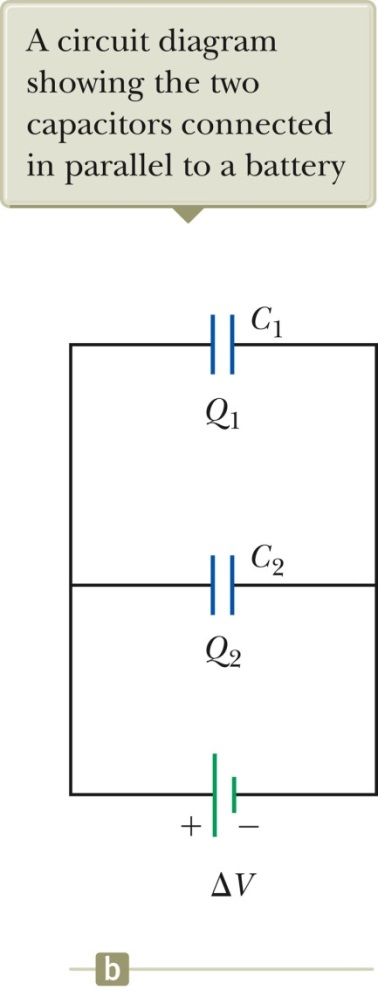 A circuit diagram
showing the two
capacitors connected
in parallel to a battery
C₁
Q₁
C₂
Q₂
+ −
ΔV
b